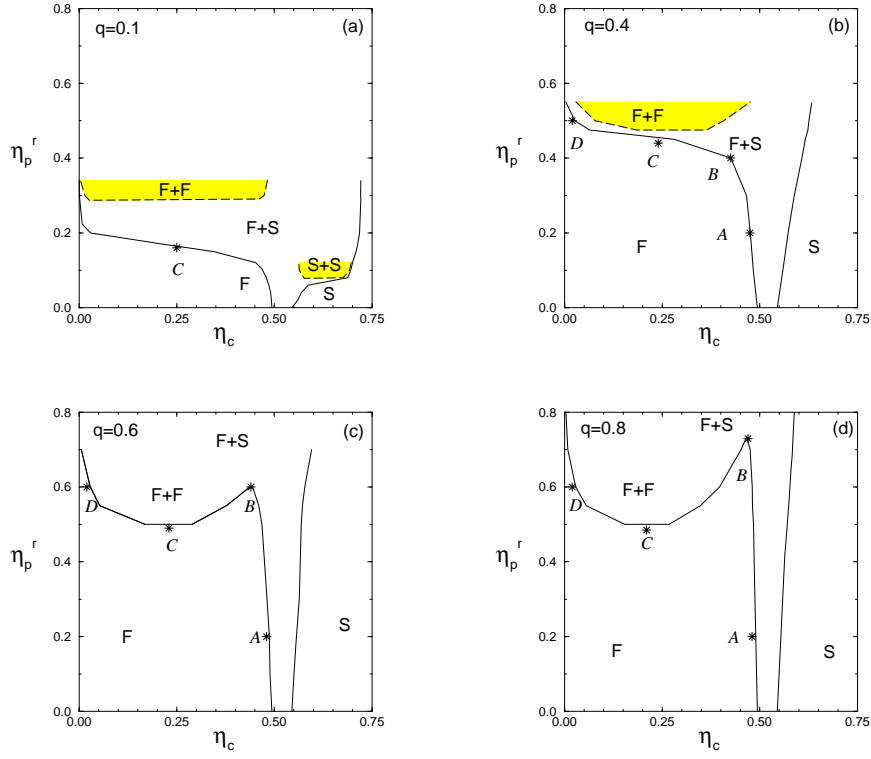 q=0.1
(a)
0.8
0.6
η_p^r
0.4
F+F
F+S
0.2
C
F
S+S
S
0.0
0.00
0.25
0.50
0.75
η_c
q=0.4
(b)
0.8
0.6
F+F
D
C
B
F+S
η_p^r
0.4
A
0.2
F
S
0.0
0.00
0.25
0.50
0.75
η_c
q=0.6
(c)
0.8
F+S
0.6
F+F
D
B
C
η_p^r
0.4
A
0.2
F
S
0.0
0.00
0.25
0.50
0.75
η_c
q=0.8
(d)
0.8
F+S
0.6
F+F
D
B
C
η_p^r
0.4
A
0.2
F
S
0.0
0.00
0.25
0.50
0.75
η_c